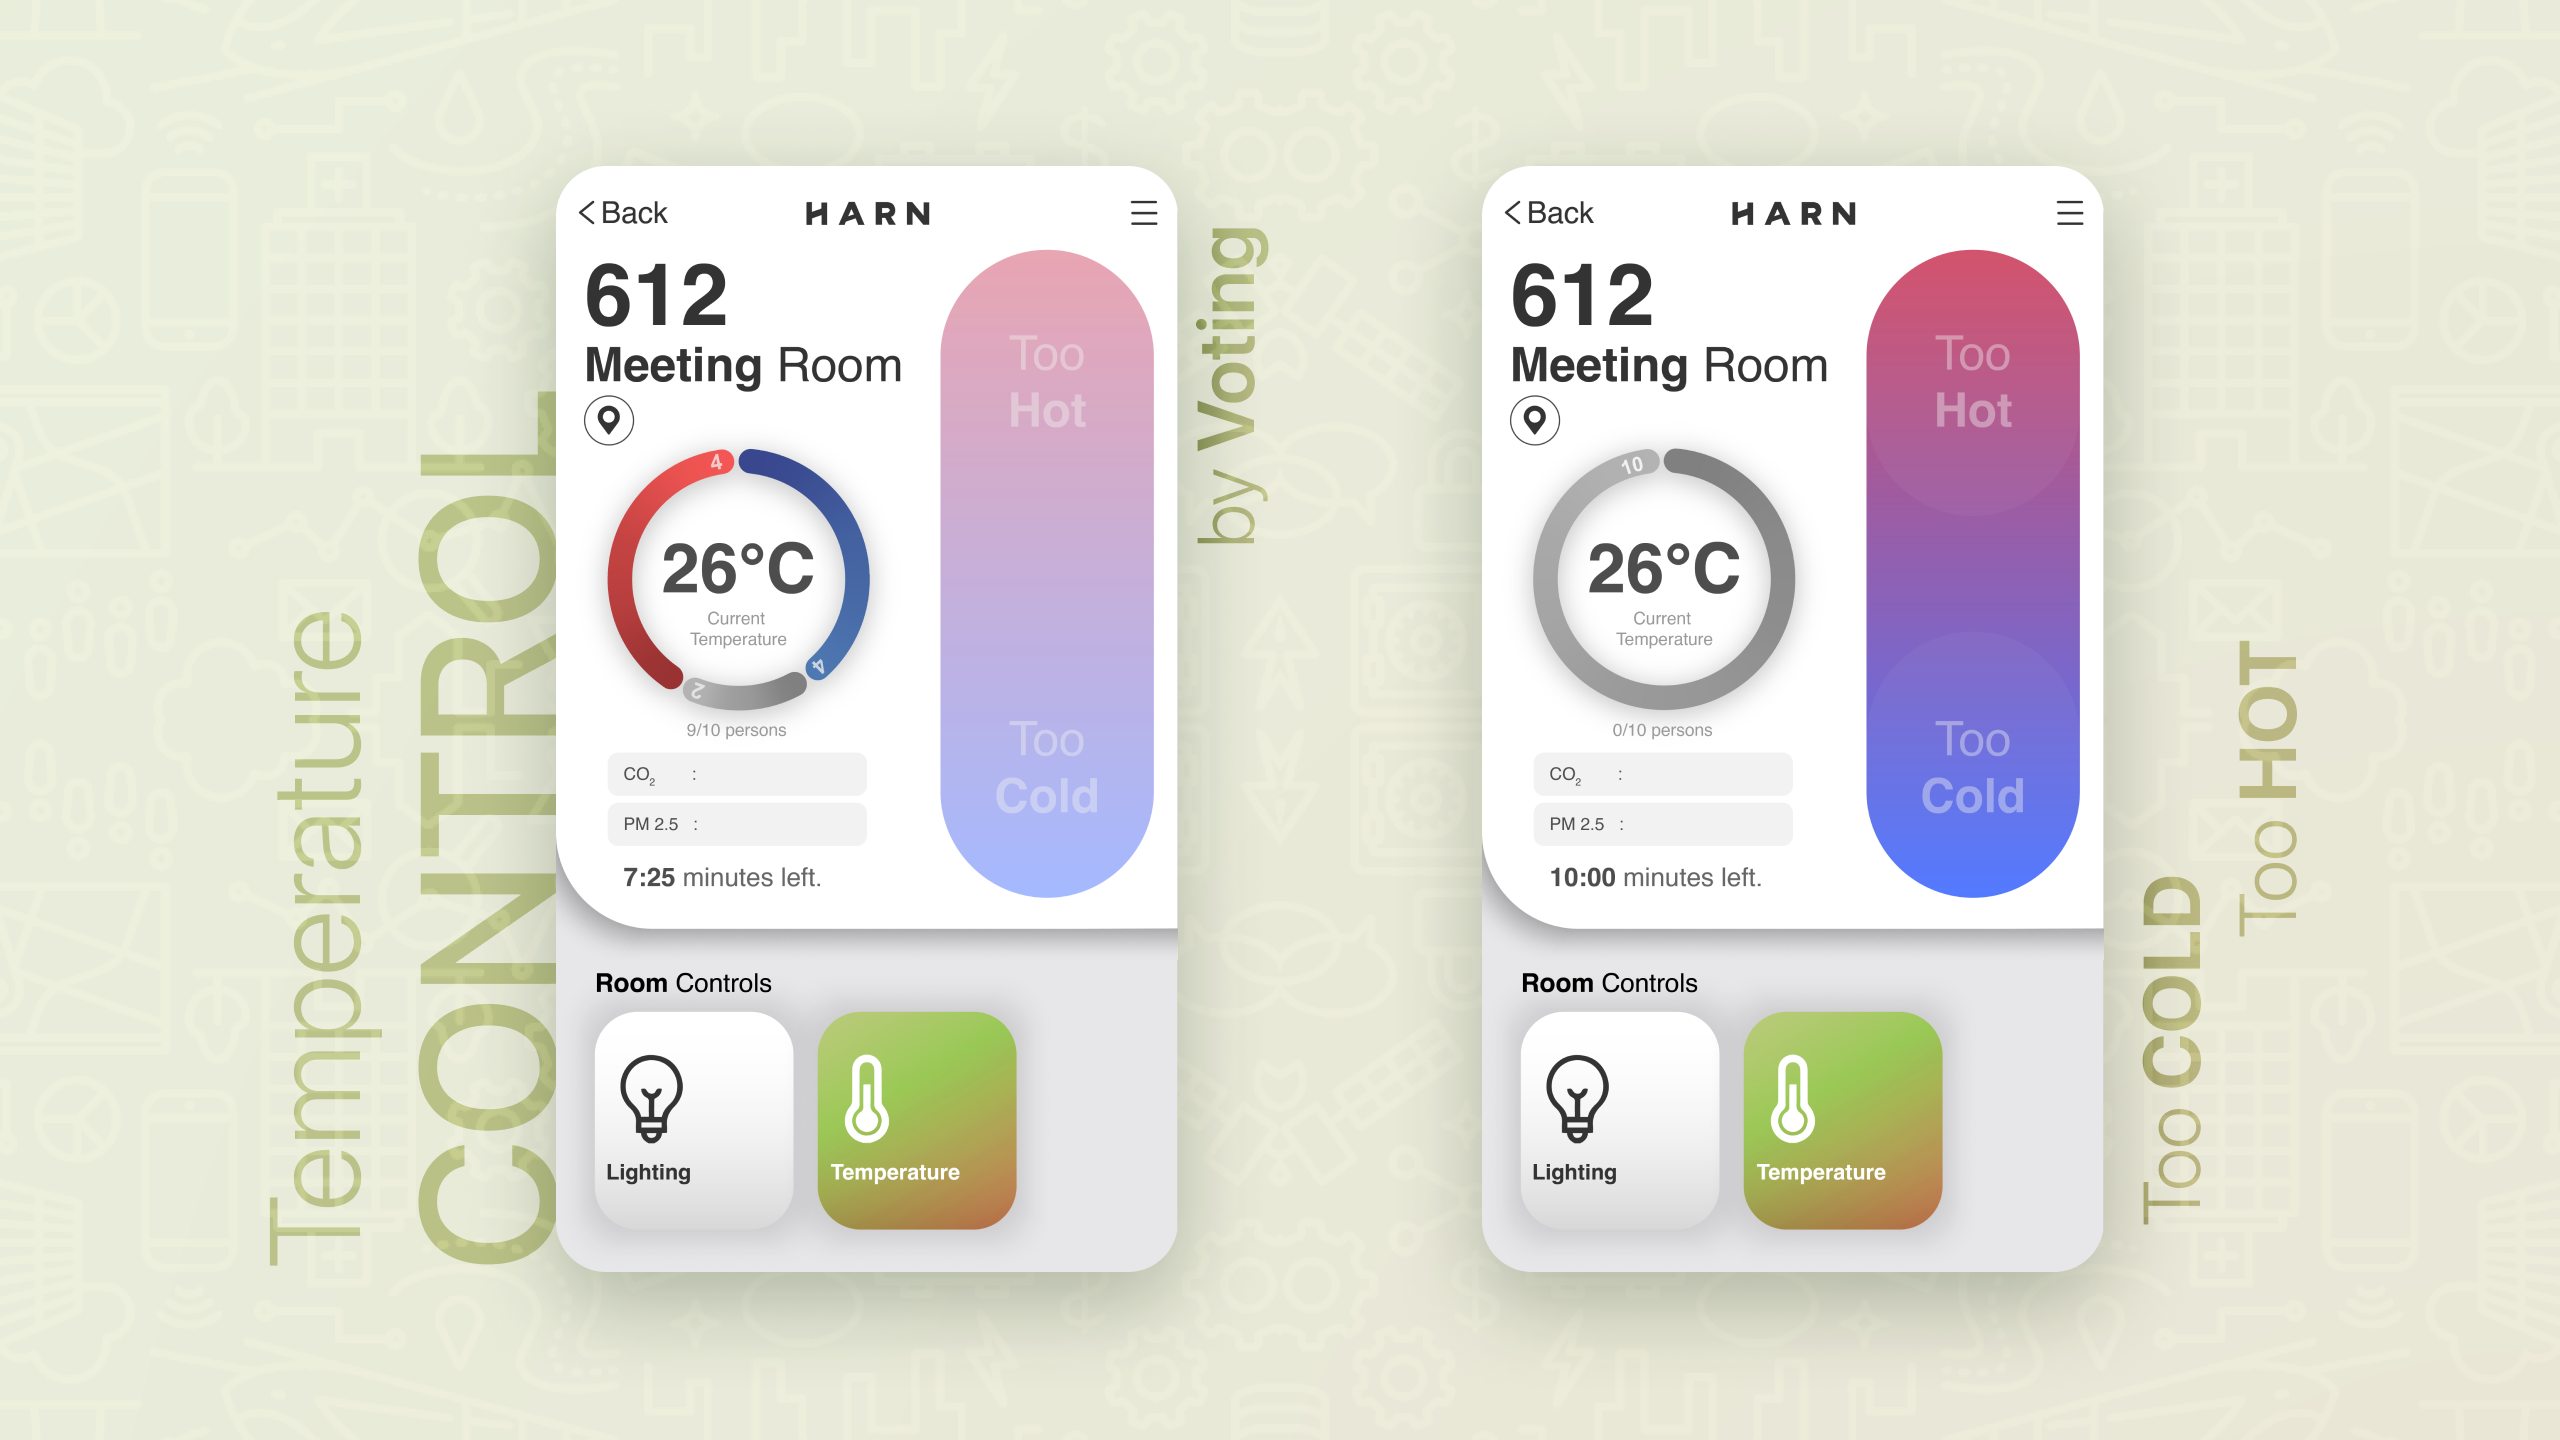 Temperature
CONTROL
by Voting
< Back
HARN
612
Meeting Room
4
4
2
26°C
Current
Temperature
9/10 persons
CO₂ :
PM 2.5 :
7:25 minutes left.
Too
Hot
Too
Cold
Room Controls
Lighting
Temperature
< Back
HARN
612
Meeting Room
10
26°C
Current
Temperature
0/10 persons
CO₂ :
PM 2.5 :
10:00 minutes left.
Too
Hot
Too
Cold
Room Controls
Lighting
Temperature
Too COLD
Too HOT